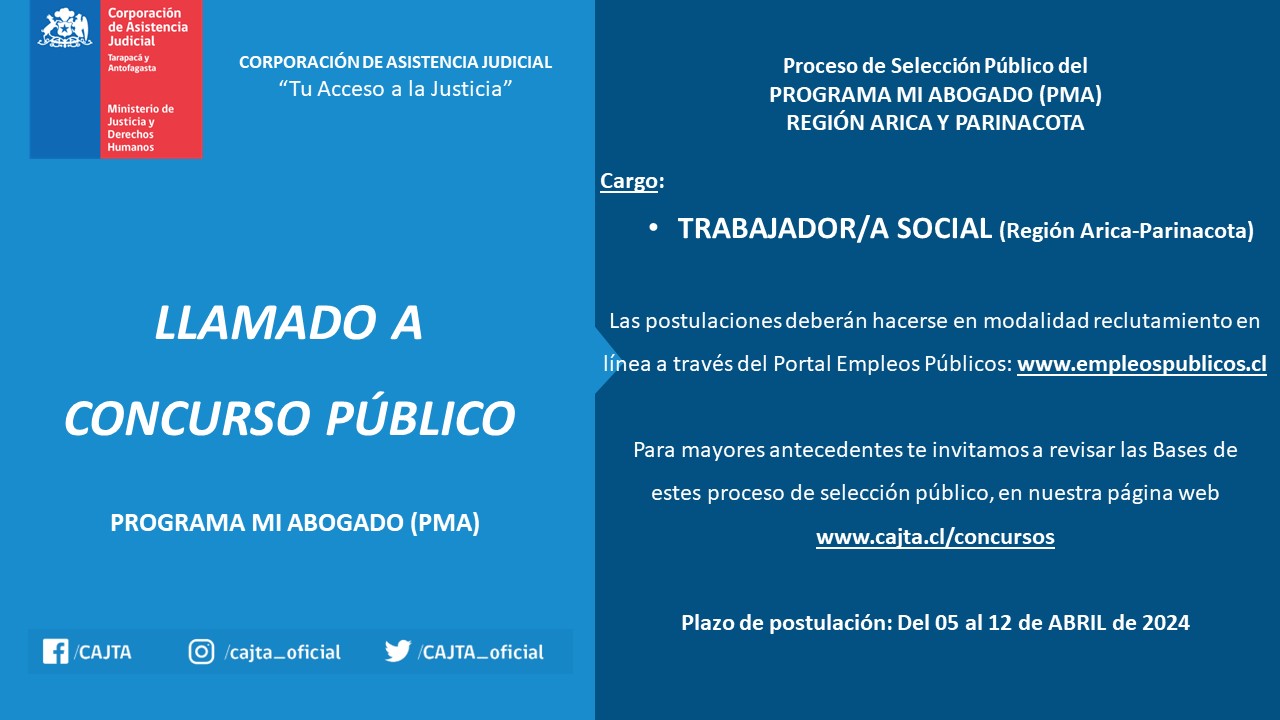 Corporación
de Asistencia
Judicial
Tarapacá y
Antofagasta
Ministerio de
Justicia y
Derechos
Humanos
CORPORACIÓN DE ASISTENCIA JUDICIAL
“Tu Acceso a la Justicia”
LLAMADO A
CONCURSO PÚBLICO
PROGRAMA MI ABOGADO (PMA)
/CAJTA
/cajta_oficial
/CAJTA_oficial
Proceso de Selección Público del
PROGRAMA MI ABOGADO (PMA)
REGIÓN ARICA Y PARINACOTA
Cargo:
• TRABAJADOR/A SOCIAL (Región Arica-Parinacota)
Las postulaciones deberán hacerse en modalidad reclutamiento en
línea a través del Portal Empleos Públicos: www.empleospublicos.cl
Para mayores antecedentes te invitamos a revisar las Bases de
estes proceso de selección público, en nuestra página web
www.cajta.cl/concursos
Plazo de postulación: Del 05 al 12 de ABRIL de 2024